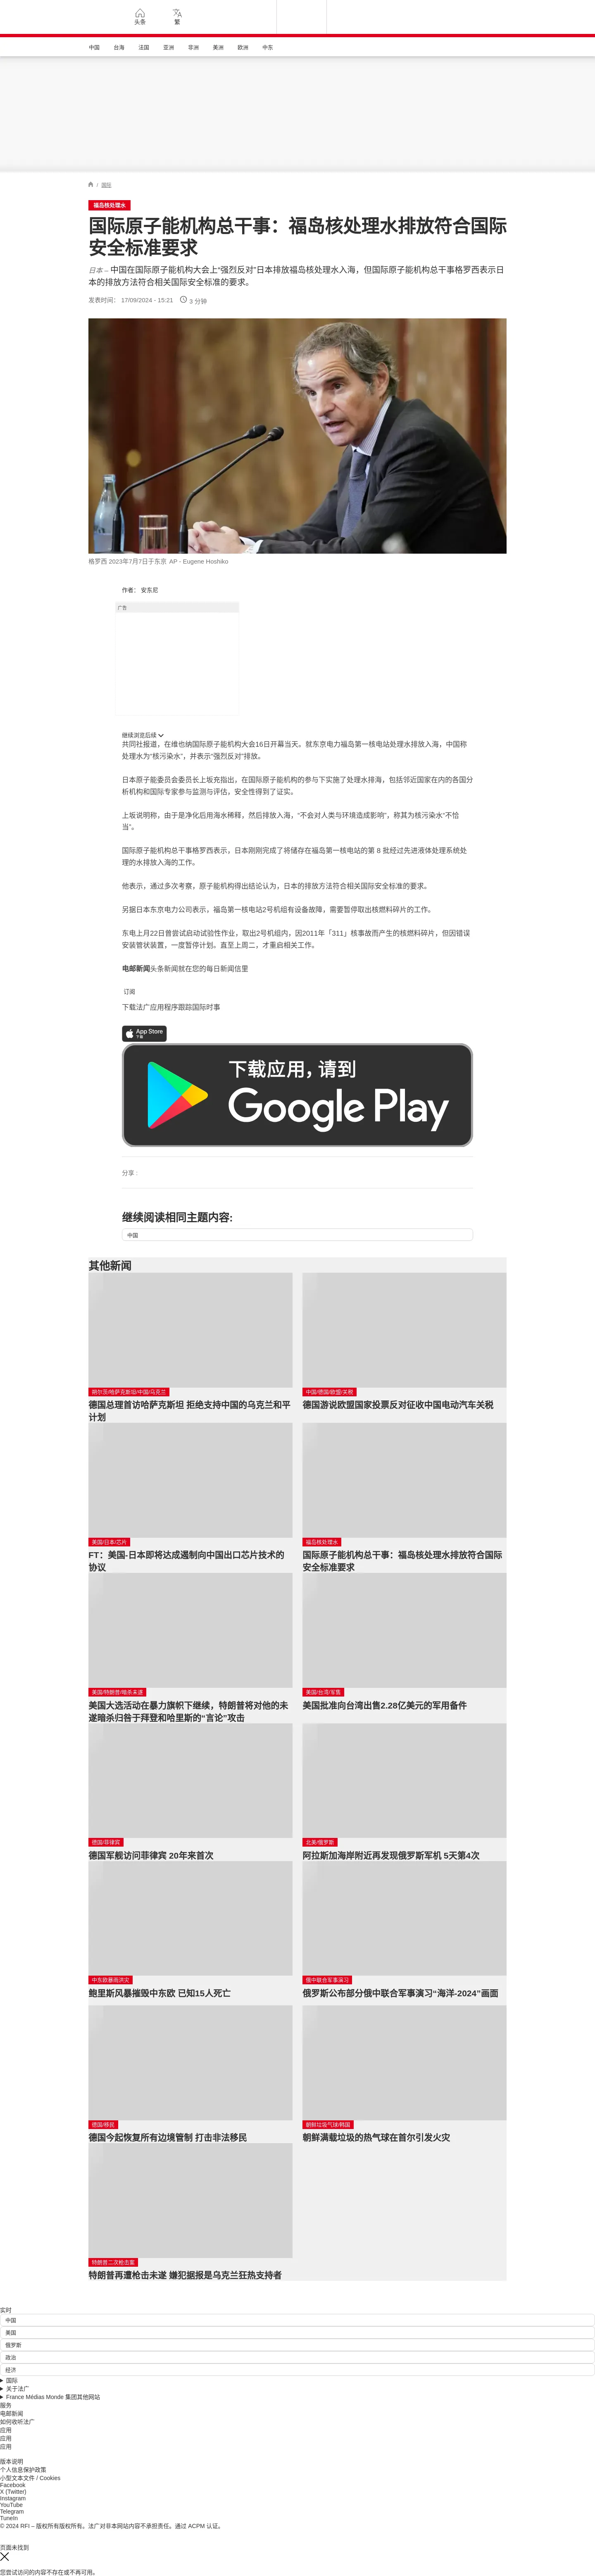 头条
繁
中国 台海 法国 亚洲 非洲 美洲 欧洲 中东
/ 国际
福岛核处理水
国际原子能机构总干事：福岛核处理水排放符合国际
安全标准要求
日本 – 中国在国际原子能机构大会上“强烈反对”日本排放福岛核处理水入海，但国际原子能机构总干事格罗西表示日
本的排放方法符合相关国际安全标准的要求。
发表时间： 17/09/2024 - 15:21 3 分钟
格罗西 2023年7月7日于东京 AP - Eugene Hoshiko
作者： 安东尼
广告
继续浏览后续
共同社报道，在维也纳国际原子能机构大会16日开幕当天。就东京电力福岛第一核电站处理水排放入海，中国称
处理水为“核污染水”，并表示“强烈反对”排放。
日本原子能委员会委员长上坂充指出，在国际原子能机构的参与下实施了处理水排海，包括邻近国家在内的各国分
析机构和国际专家参与监测与评估，安全性得到了证实。
上坂说明称，由于是净化后用海水稀释，然后排放入海，“不会对人类与环境造成影响”，称其为核污染水“不恰
当”。
国际原子能机构总干事格罗西表示，日本刚刚完成了将储存在福岛第一核电站的第 8 批经过先进液体处理系统处
理的水排放入海的工作。
他表示，通过多次考察，原子能机构得出结论认为，日本的排放方法符合相关国际安全标准的要求。
另据日本东京电力公司表示，福岛第一核电站2号机组有设备故障，需要暂停取出核燃料碎片的工作。
东电上月22日曾尝试启动试验性作业，取出2号机组内，因2011年「311」核事故而产生的核燃料碎片，但因错误
安装管状装置，一度暂停计划。直至上周二，才重启相关工作。
电邮新闻头条新闻就在您的每日新闻信里
订阅
下载法广应用程序跟踪国际时事
App Store
下载
下载应用，请到
Google Play
分享 :
继续阅读相同主题内容:
中国
其他新闻
朔尔茨/哈萨克斯坦/中国/乌克兰
德国总理首访哈萨克斯坦 拒绝支持中国的乌克兰和平
计划
中国/德国/欧盟/关税
德国游说欧盟国家投票反对征收中国电动汽车关税
美国/日本/芯片
FT：美国-日本即将达成遏制向中国出口芯片技术的
协议
福岛核处理水
国际原子能机构总干事：福岛核处理水排放符合国际
安全标准要求
美国/特朗普/暗杀未遂
美国大选活动在暴力旗帜下继续，特朗普将对他的未
遂暗杀归咎于拜登和哈里斯的“言论”攻击
美国/台湾/军售
美国批准向台湾出售2.28亿美元的军用备件
德国/菲律宾
德国军舰访问菲律宾 20年来首次
北美/俄罗斯
阿拉斯加海岸附近再发现俄罗斯军机 5天第4次
中东欧暴雨洪灾
鲍里斯风暴摧毁中东欧 已知15人死亡
俄中联合军事演习
俄罗斯公布部分俄中联合军事演习“海洋-2024”画面
德国/移民
德国今起恢复所有边境管制 打击非法移民
朝鲜垃圾气球/韩国
朝鲜满载垃圾的热气球在首尔引发火灾
特朗普二次枪击案
特朗普再遭枪击未遂 嫌犯据报是乌克兰狂热支持者
实时
中国
美国
俄罗斯
政治
经济
国际
关于法广
France Médias Monde 集团其他网站
服务
电邮新闻
如何收听法广
应用
应用
应用
版本说明
个人信息保护政策
小型文本文件 / Cookies
Facebook
X (Twitter)
Instagram
YouTube
Telegram
TuneIn
© 2024 RFI – 版权所有版权所有。法广对非本网站内容不承担责任。通过 ACPM 认证。
页面未找到
您尝试访问的内容不存在或不再可用。